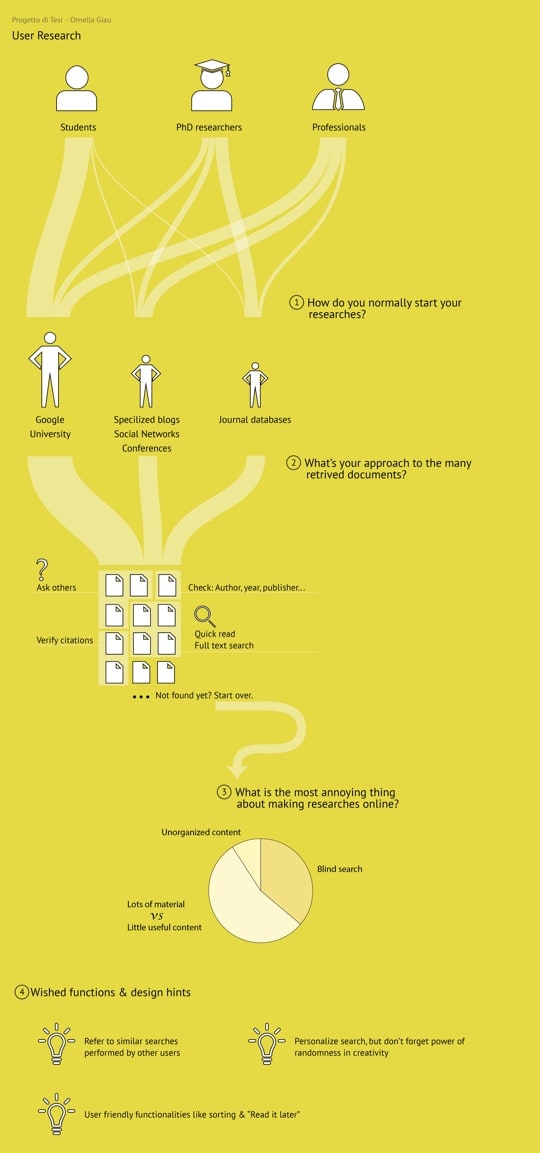 Progetto di Tesi - Ornella Giau
User Research
Students
PhD researchers
Professionals
1 How do you normally start your
researches?
Google
University
Specilized blogs
Social Networks
Conferences
Journal databases
2 What's your approach to the many
retrived documents?
?
Ask others
Check: Author, year, publisher...
Quick read
Full text search
Verify citations
... Not found yet? Start over.
3 What is the most annoying thing
about making researches online?
Unorganized content
Blind search
Lots of material
VS
Little useful content
4 Wished functions & design hints
Refer to similar searches
performed by other users
Personalize search, but don't forget power of
randomness in creativity
User friendly functionalities like sorting & "Read it later"